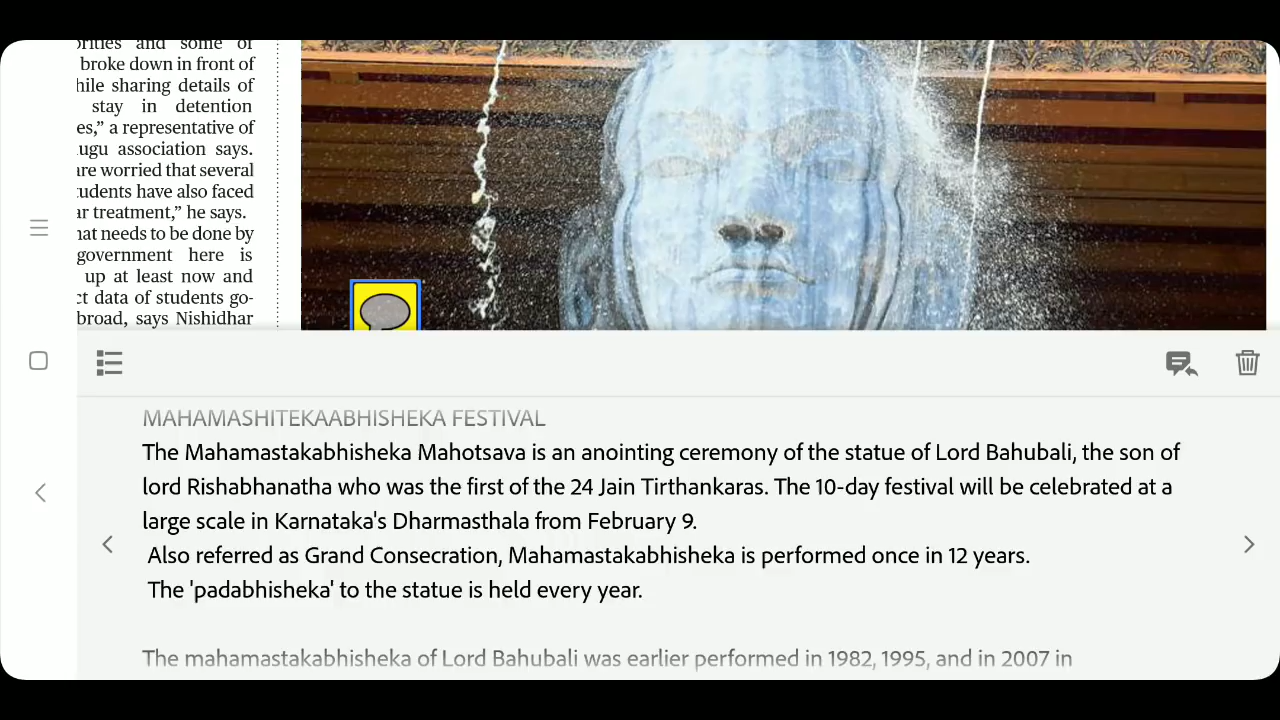 orities and some of
broke down in front of
hile sharing details of
stay in detention
es,” a representative of
ugu association says.
are worried that several
tudents have also faced
ar treatment,” he says.
hat needs to be done by
government here is
up at least now and
ct data of students go-
broad, says Nishidhar
MAHAMASHITEKAABHISHEKA FESTIVAL
The Mahamastakabhisheka Mahotsava is an anointing ceremony of the statue of Lord Bahubali, the son of
lord Rishabhanatha who was the first of the 24 Jain Tirthankaras. The 10-day festival will be celebrated at a
large scale in Karnataka's Dharmasthala from February 9.
Also referred as Grand Consecration, Mahamastakabhisheka is performed once in 12 years.
The 'padabhisheka' to the statue is held every year.
The mahamastakabhisheka of Lord Bahubali was earlier performed in 1982, 1995, and in 2007 in